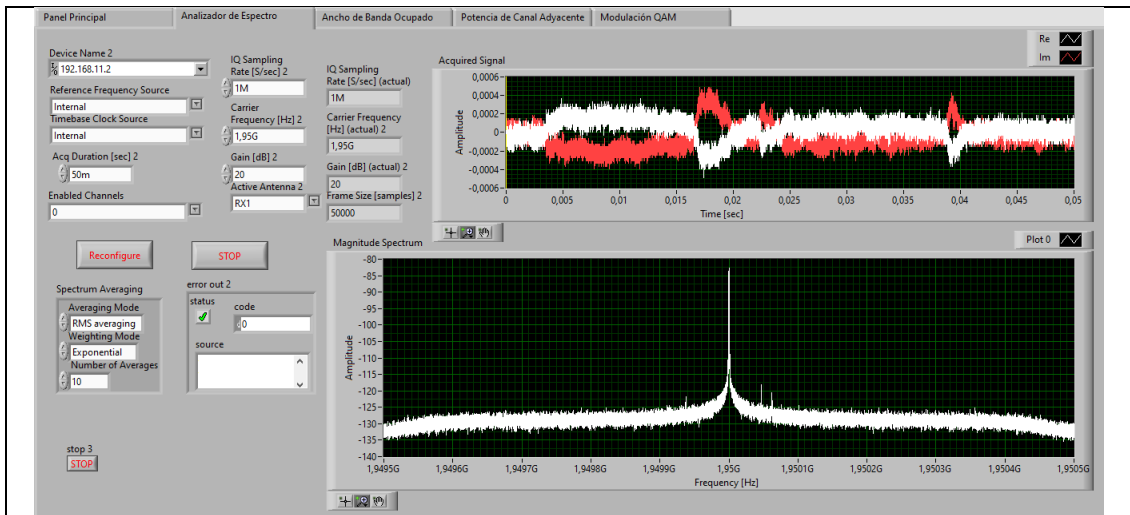 Panel Principal
Analizador de Espectro
Ancho de Banda Ocupado
Potencia de Canal Adyacente
Modulación QAM
Device Name 2
192.168.11.2
Reference Frequency Source
Internal
Timebase Clock Source
Internal
Acq Duration [sec] 2
50m
Enabled Channels
0
IQ Sampling
Rate [S/sec] 2
1M
Carrier
Frequency [Hz] 2
1,95G
Gain [dB] 2
20
Active Antenna 2
RX1
IQ Sampling
Rate [S/sec] (actual)
1M
Carrier Frequency
[Hz] (actual) 2
1,95G
Gain [dB] (actual) 2
20
Frame Size [samples] 2
50000
Acquired Signal
Re
Im
0,0006
0,0004
0,0002
0
-0,0002
-0,0004
-0,0006
Amplitude
0 0,005 0,01 0,015 0,02 0,025 0,03 0,035 0,04 0,045 0,05
Time [sec]
Reconfigure
STOP
Spectrum Averaging
Averaging Mode
RMS averaging
Weighting Mode
Exponential
Number of Averages
10
error out 2
status
code
0
source
stop 3
STOP
Magnitude Spectrum
Plot 0
-80
-85
-90
-95
-100
-105
-110
-115
-120
-125
-130
-135
-140
Amplitude
1,9495G 1,9496G 1,9497G 1,9498G 1,9499G 1,95G 1,9501G 1,9502G 1,9503G 1,9504G 1,9505G
Frequency [Hz]